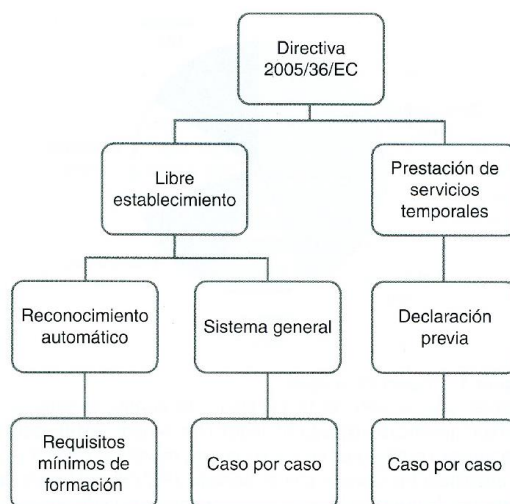 Directiva
2005/36/EC
Libre
establecimiento
Prestación de
servicios
temporales
Reconocimiento
automático
Sistema general
Declaración
previa
Requisitos
mínimos de
formación
Caso por caso
Caso por caso